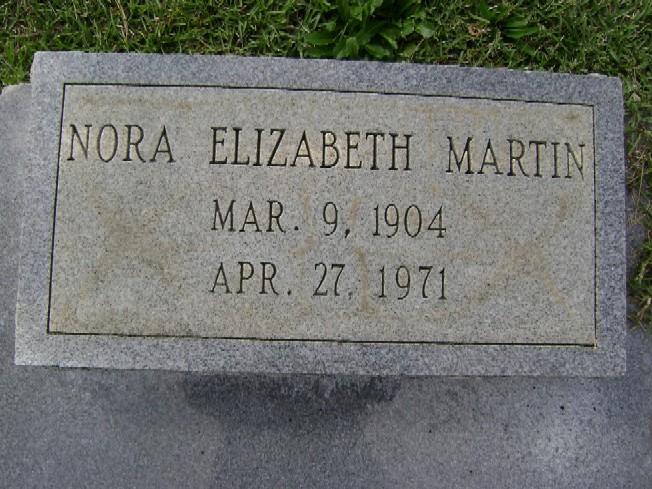 NORA ELIZABETH MARTIN
MAR. 9, 1904
APR. 27, 1971